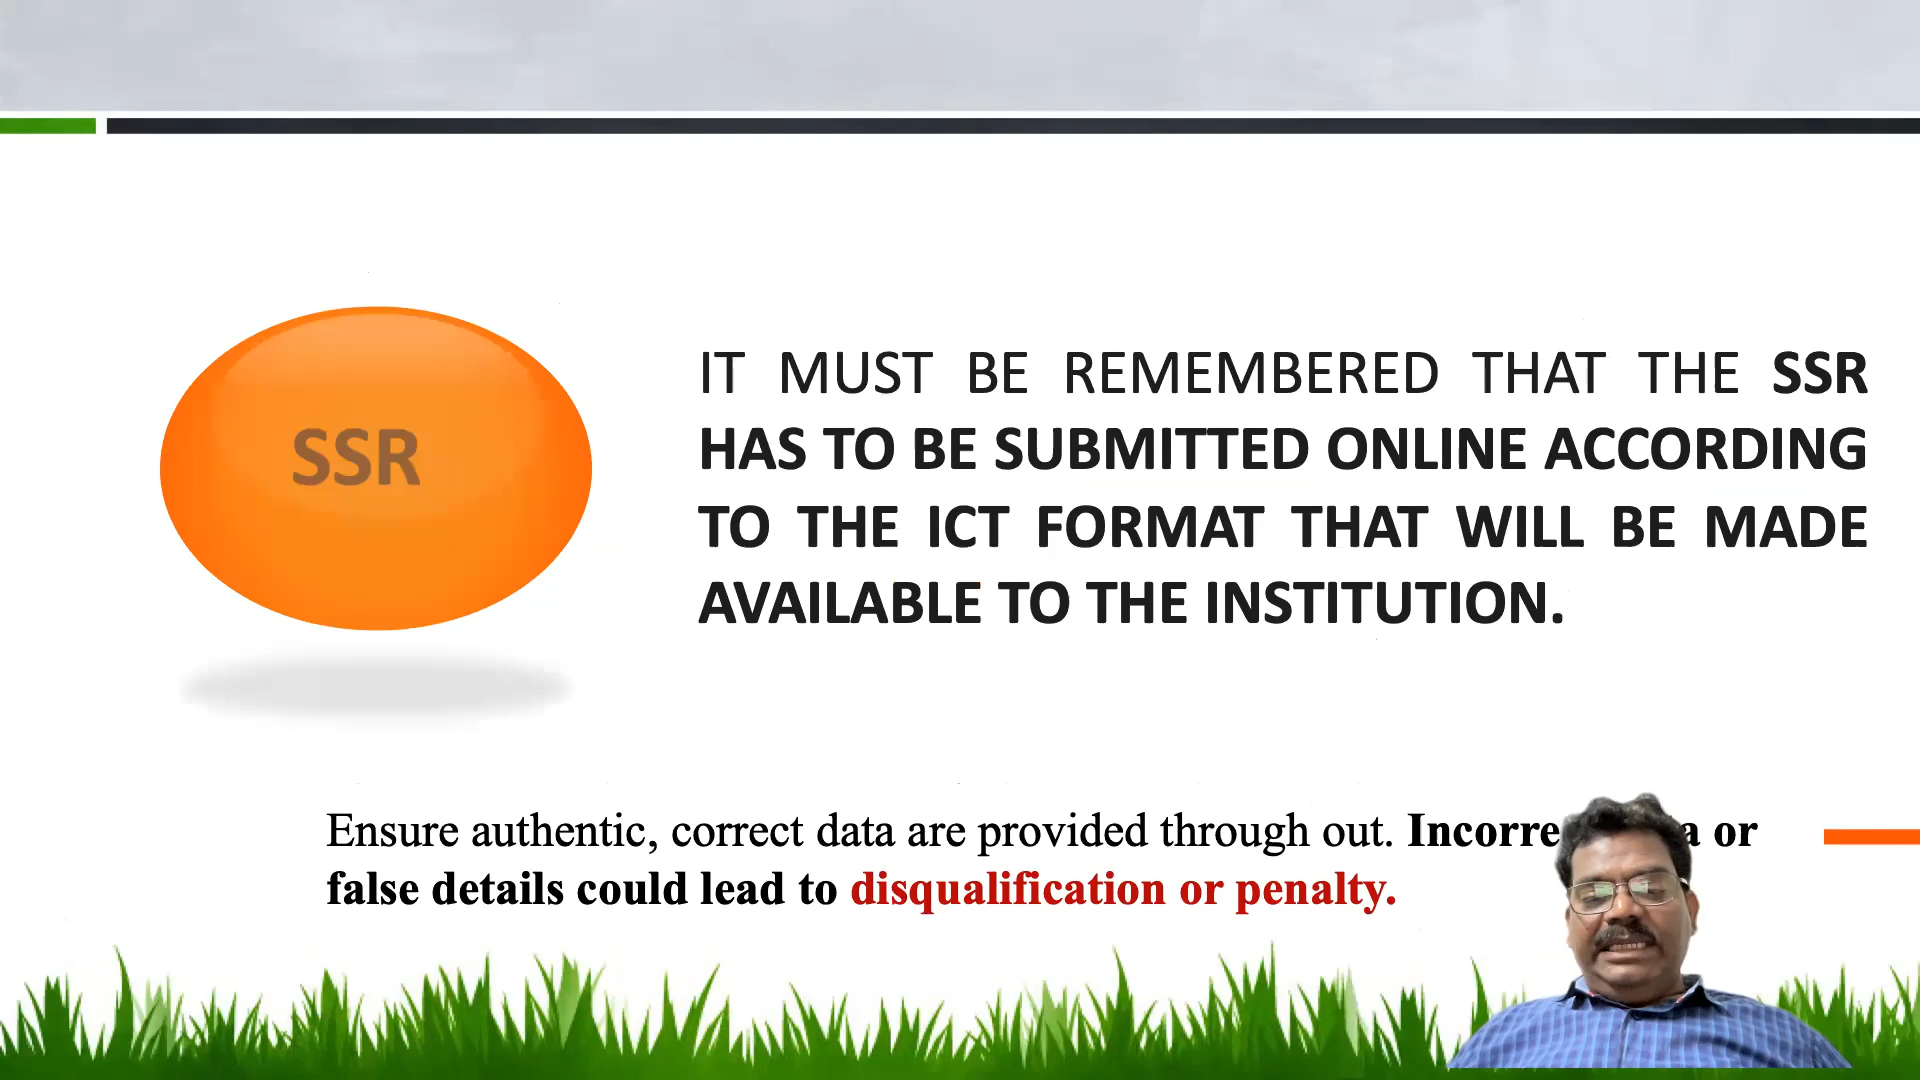 SSR
IT MUST BE REMEMBERED THAT THE SSR
HAS TO BE SUBMITTED ONLINE ACCORDING
TO THE ICT FORMAT THAT WILL BE MADE
AVAILABLE TO THE INSTITUTION.
Ensure authentic, correct data are provided through out. or
false details could lead to disqualification or penalty.